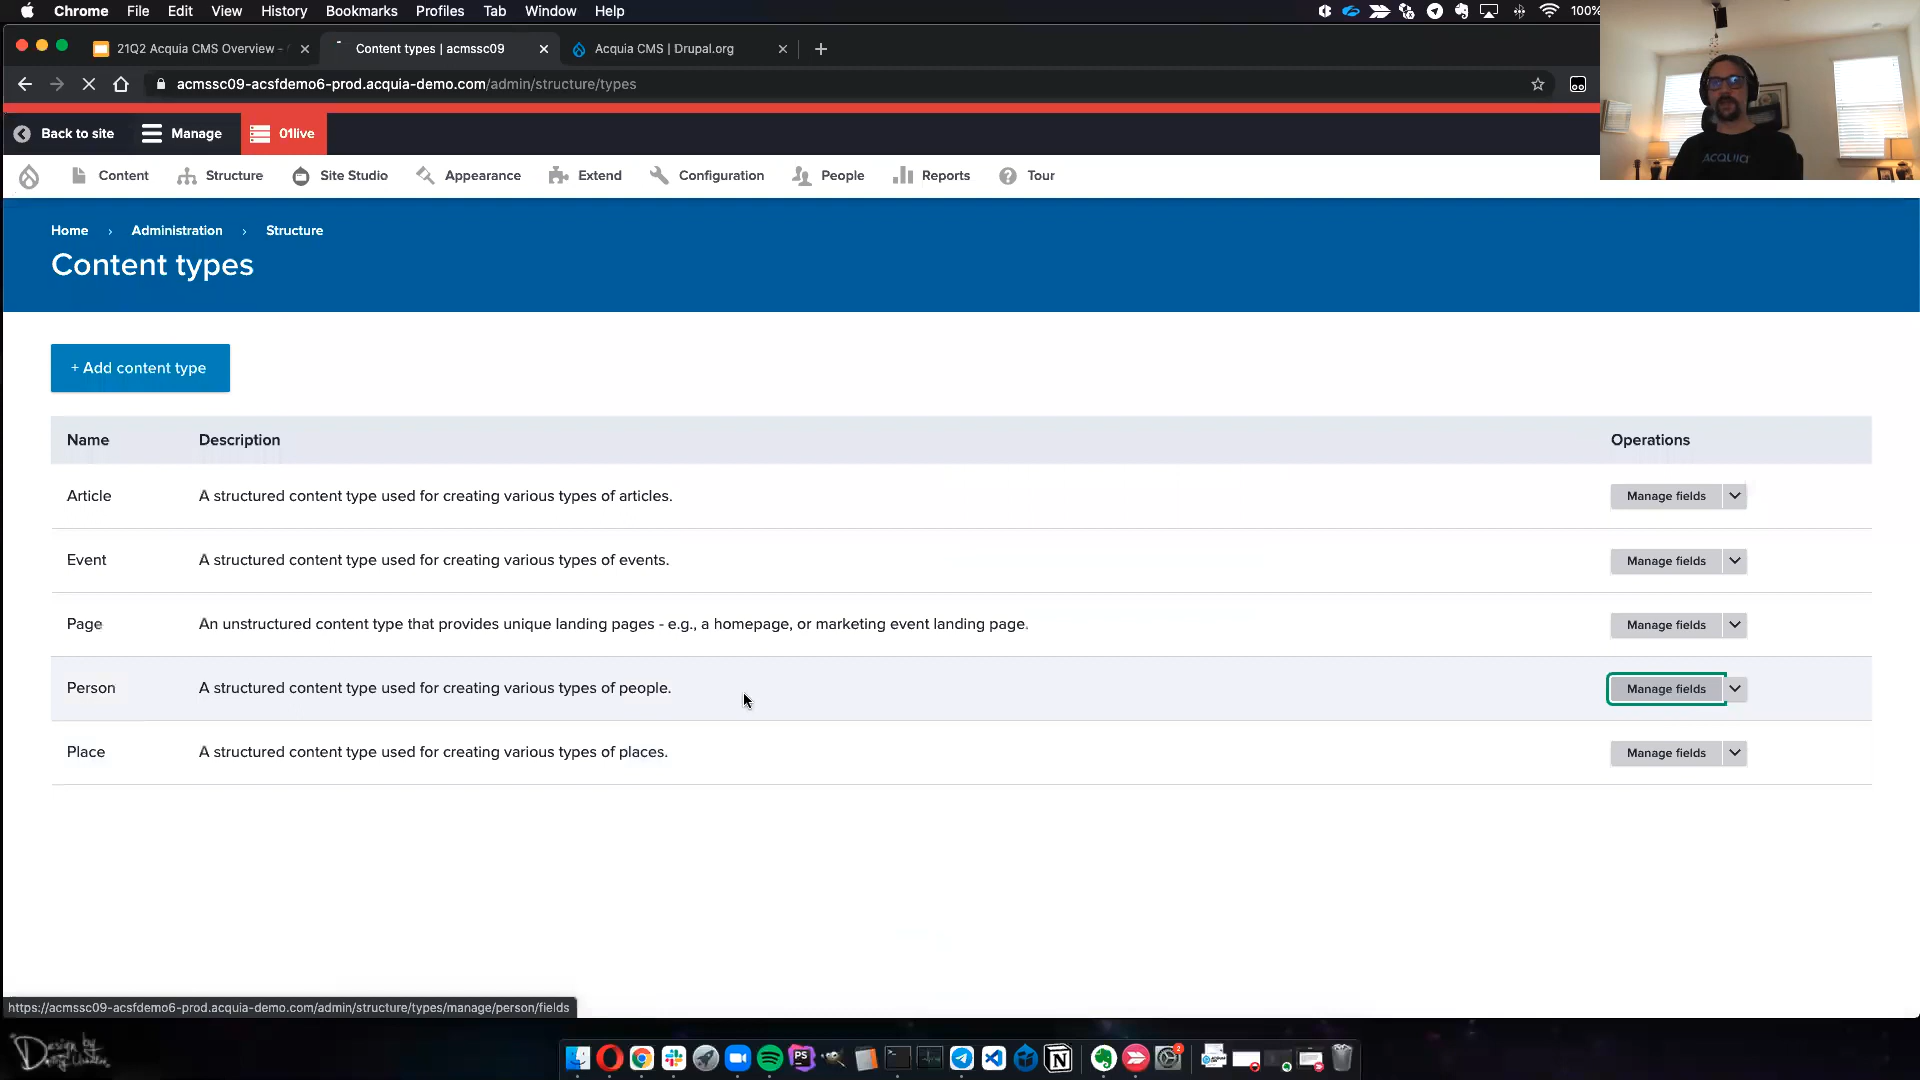 Chrome File Edit View History Bookmarks Profiles Tab Window Help 100%
21Q2 Acquia CMS Overview - Content types | acmssc09 Acquia CMS | Drupal.org
acmssc09-acsfdemo6-prod.acquia-demo.com/admin/structure/types
Back to site Manage 01live
Content Structure Site Studio Appearance Extend Configuration People Reports Tour
ACQUIA
Home › Administration › Structure
Content types
+ Add content type
Name Description Operations
Article A structured content type used for creating various types of articles. Manage fields
Event A structured content type used for creating various types of events. Manage fields
Page An unstructured content type that provides unique landing pages - e.g., a homepage, or marketing event landing page. Manage fields
Person A structured content type used for creating various types of people. Manage fields
Place A structured content type used for creating various types of places. Manage fields
https://acmssc09-acsfdemo6-prod.acquia-demo.com/admin/structure/types/manage/person/fields
Design by
PS
2